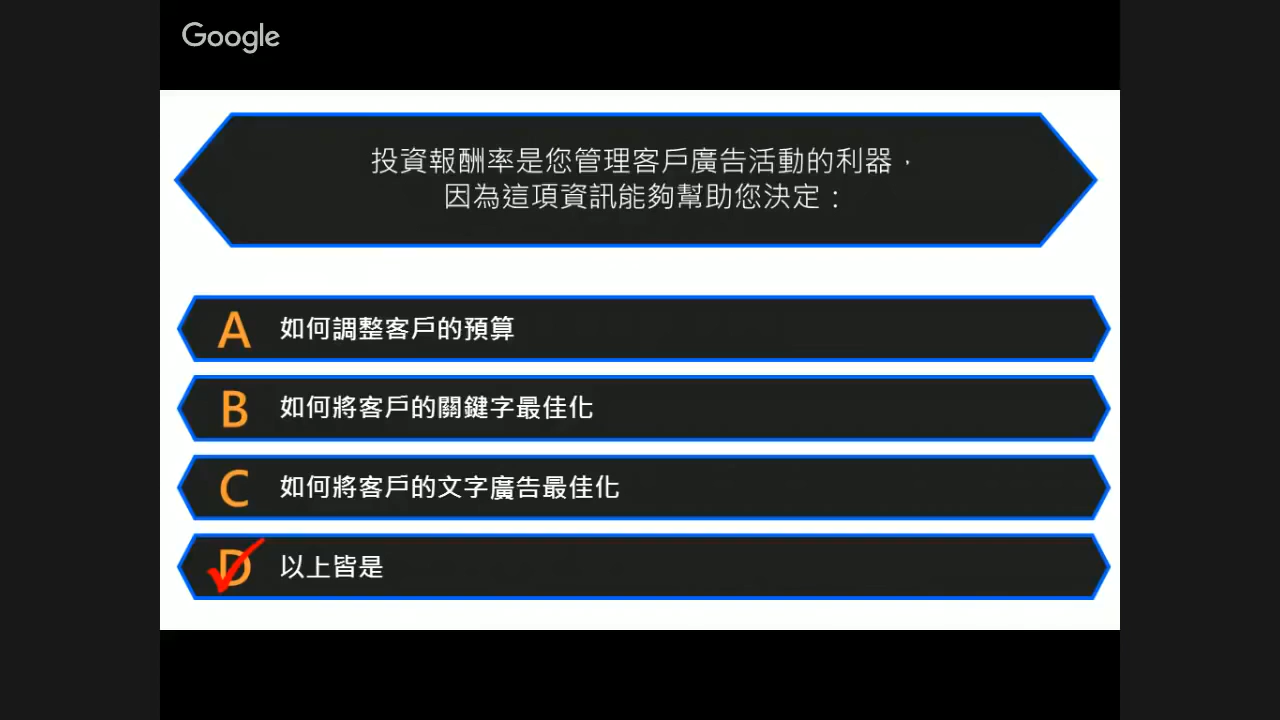 Google
投資報酬率是您管理客戶廣告活動的利器，
因為這項資訊能夠幫助您決定：
A 如何調整客戶的預算
B 如何將客戶的關鍵字最佳化
C 如何將客戶的文字廣告最佳化
D 以上皆是